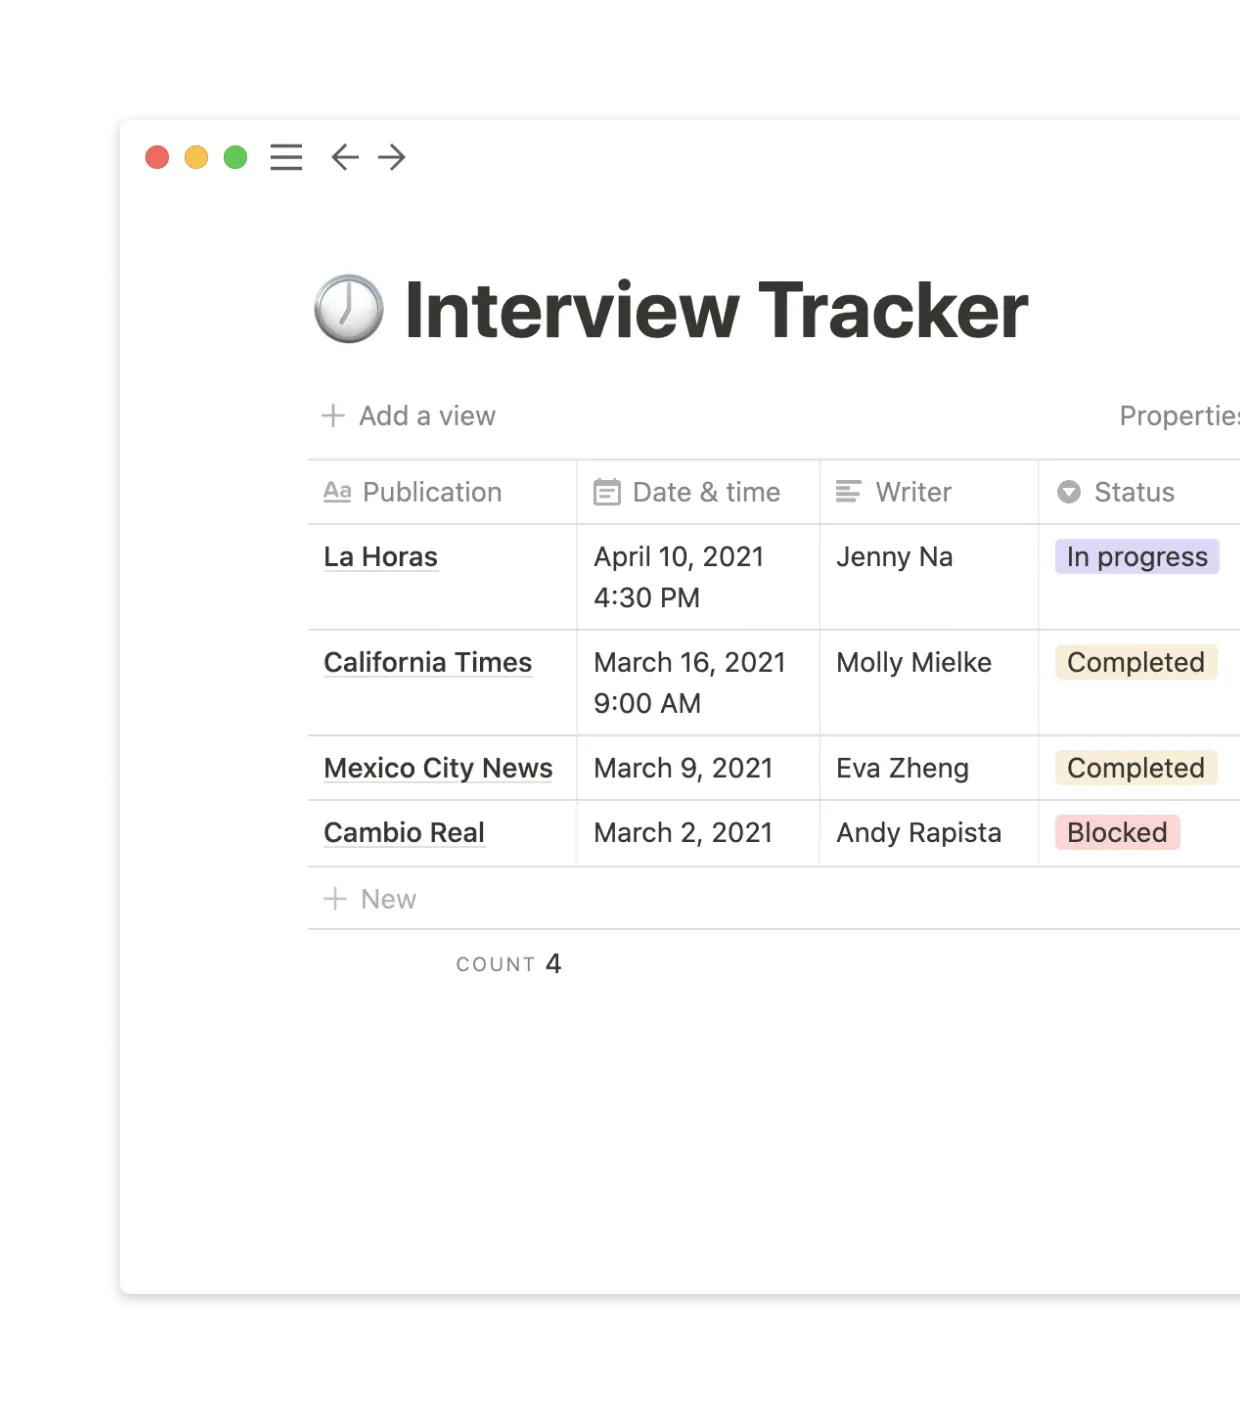 Interview Tracker
Add a view
Properties
Aa Publication Date & time Writer Status
La Horas April 10, 2021 Jenny Na In progress
4:30 PM
California Times March 16, 2021 Molly Mielke Completed
9:00 AM
Mexico City News March 9, 2021 Eva Zheng Completed
Cambio Real March 2, 2021 Andy Rapista Blocked
New
COUNT 4